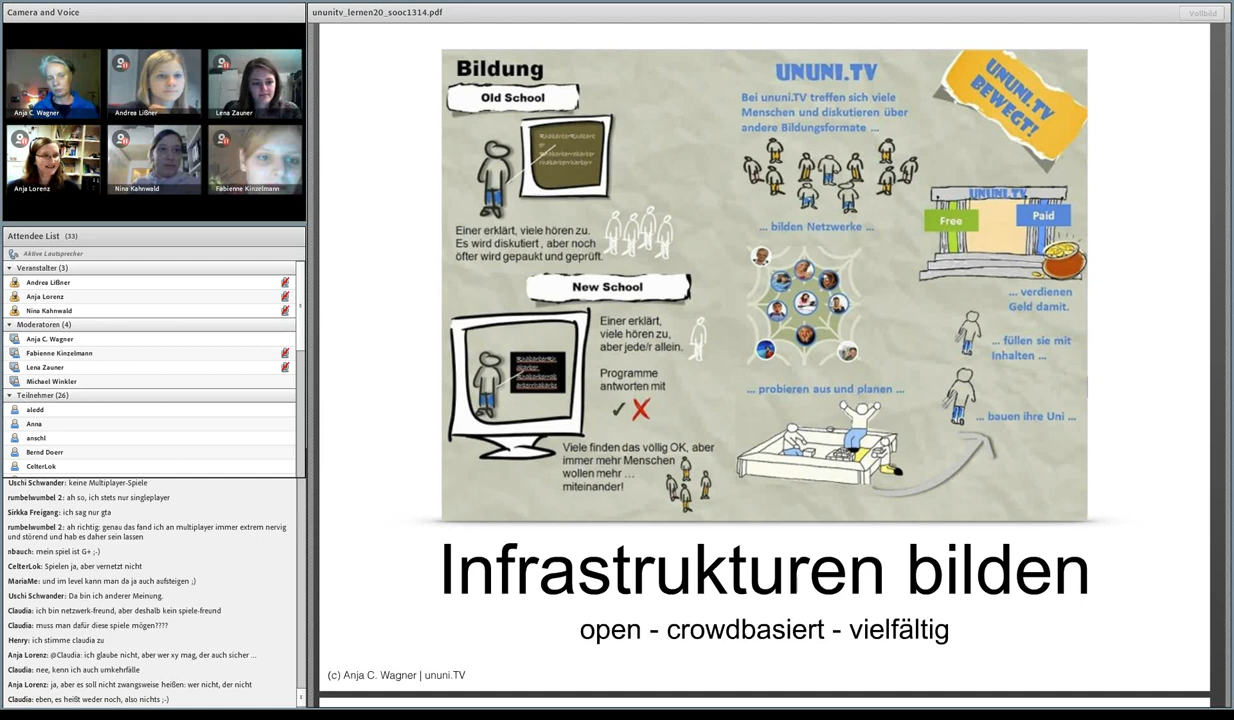 Camera and Voice
Anja C. Wagner
Andrea Lißner
Lena Zauner
Anja Lorenz
Nina Kahnwald
Fabienne Kinzelmann
Attendee List (33)
Aktive Lautsprecher
Veranstalter (3)
Andrea Lißner
Anja Lorenz
Nina Kahnwald
Moderatoren (4)
Anja C. Wagner
Fabienne Kinzelmann
Lena Zauner
Michael Winkler
Teilnehmer (26)
aledd
Anna
anschl
Bernd Doerr
CelterLok
Uschi Schwander: keine Multiplayer-Spiele
rumbelwumbel 2: ah so, ich stets nur singleplayer
Sirkka Freigang: ich sag nur gta
rumbelwumbel 2: ah richtig: genau das fand ich an multiplayer immer extrem nervig
und störend und hab es daher sein lassen
nbauch: mein spiel ist G+ ;-)
CelterLok: Spielen ja, aber vernetzt nicht
MariaMe: und im level kann man da ja auch aufsteigen ;)
Uschi Schwander: Da bin ich anderer Meinung.
Claudia: ich bin netzwerk-freund, aber deshalb kein spiele-freund
Claudia: muss man dafür diese spiele mögen????
Henry: ich stimme claudia zu
Anja Lorenz: @Claudia: ich glaube nicht, aber wer xy mag, der auch sicher ...
Claudia: nee, kenn ich auch umkehrfälle
Anja Lorenz: ja, aber es soll nicht zwangsweise heißen: wer nicht, der nicht
Claudia: eben, es heißt weder noch, also nichts ;-)
ununitv_lernen20_sooc1314.pdf
Vollbild
Bildung
Old School
Einer erklärt, viele hören zu.
Es wird diskutiert, aber noch
öfter wird gepaukt und geprüft.
New School
Einer erklärt,
viele hören zu,
aber jede/r allein.
Programme
antworten mit
Viele finden das völlig OK, aber
immer mehr Menschen
wollen mehr ...
miteinander!
UNUNI.TV
Bei ununi.TV treffen sich viele
Menschen und diskutieren über
andere Bildungsformate ...
... bilden Netzwerke ...
... probieren aus und planen ...
UNUNI.TV
BEWEGT!
UNUNI.TV
Free
Paid
... verdienen
Geld damit.
... füllen sie mit
Inhalten ...
... bauen ihre Uni ...
Infrastrukturen bilden
open - crowdbasiert - vielfältig
(c) Anja C. Wagner | ununi.TV